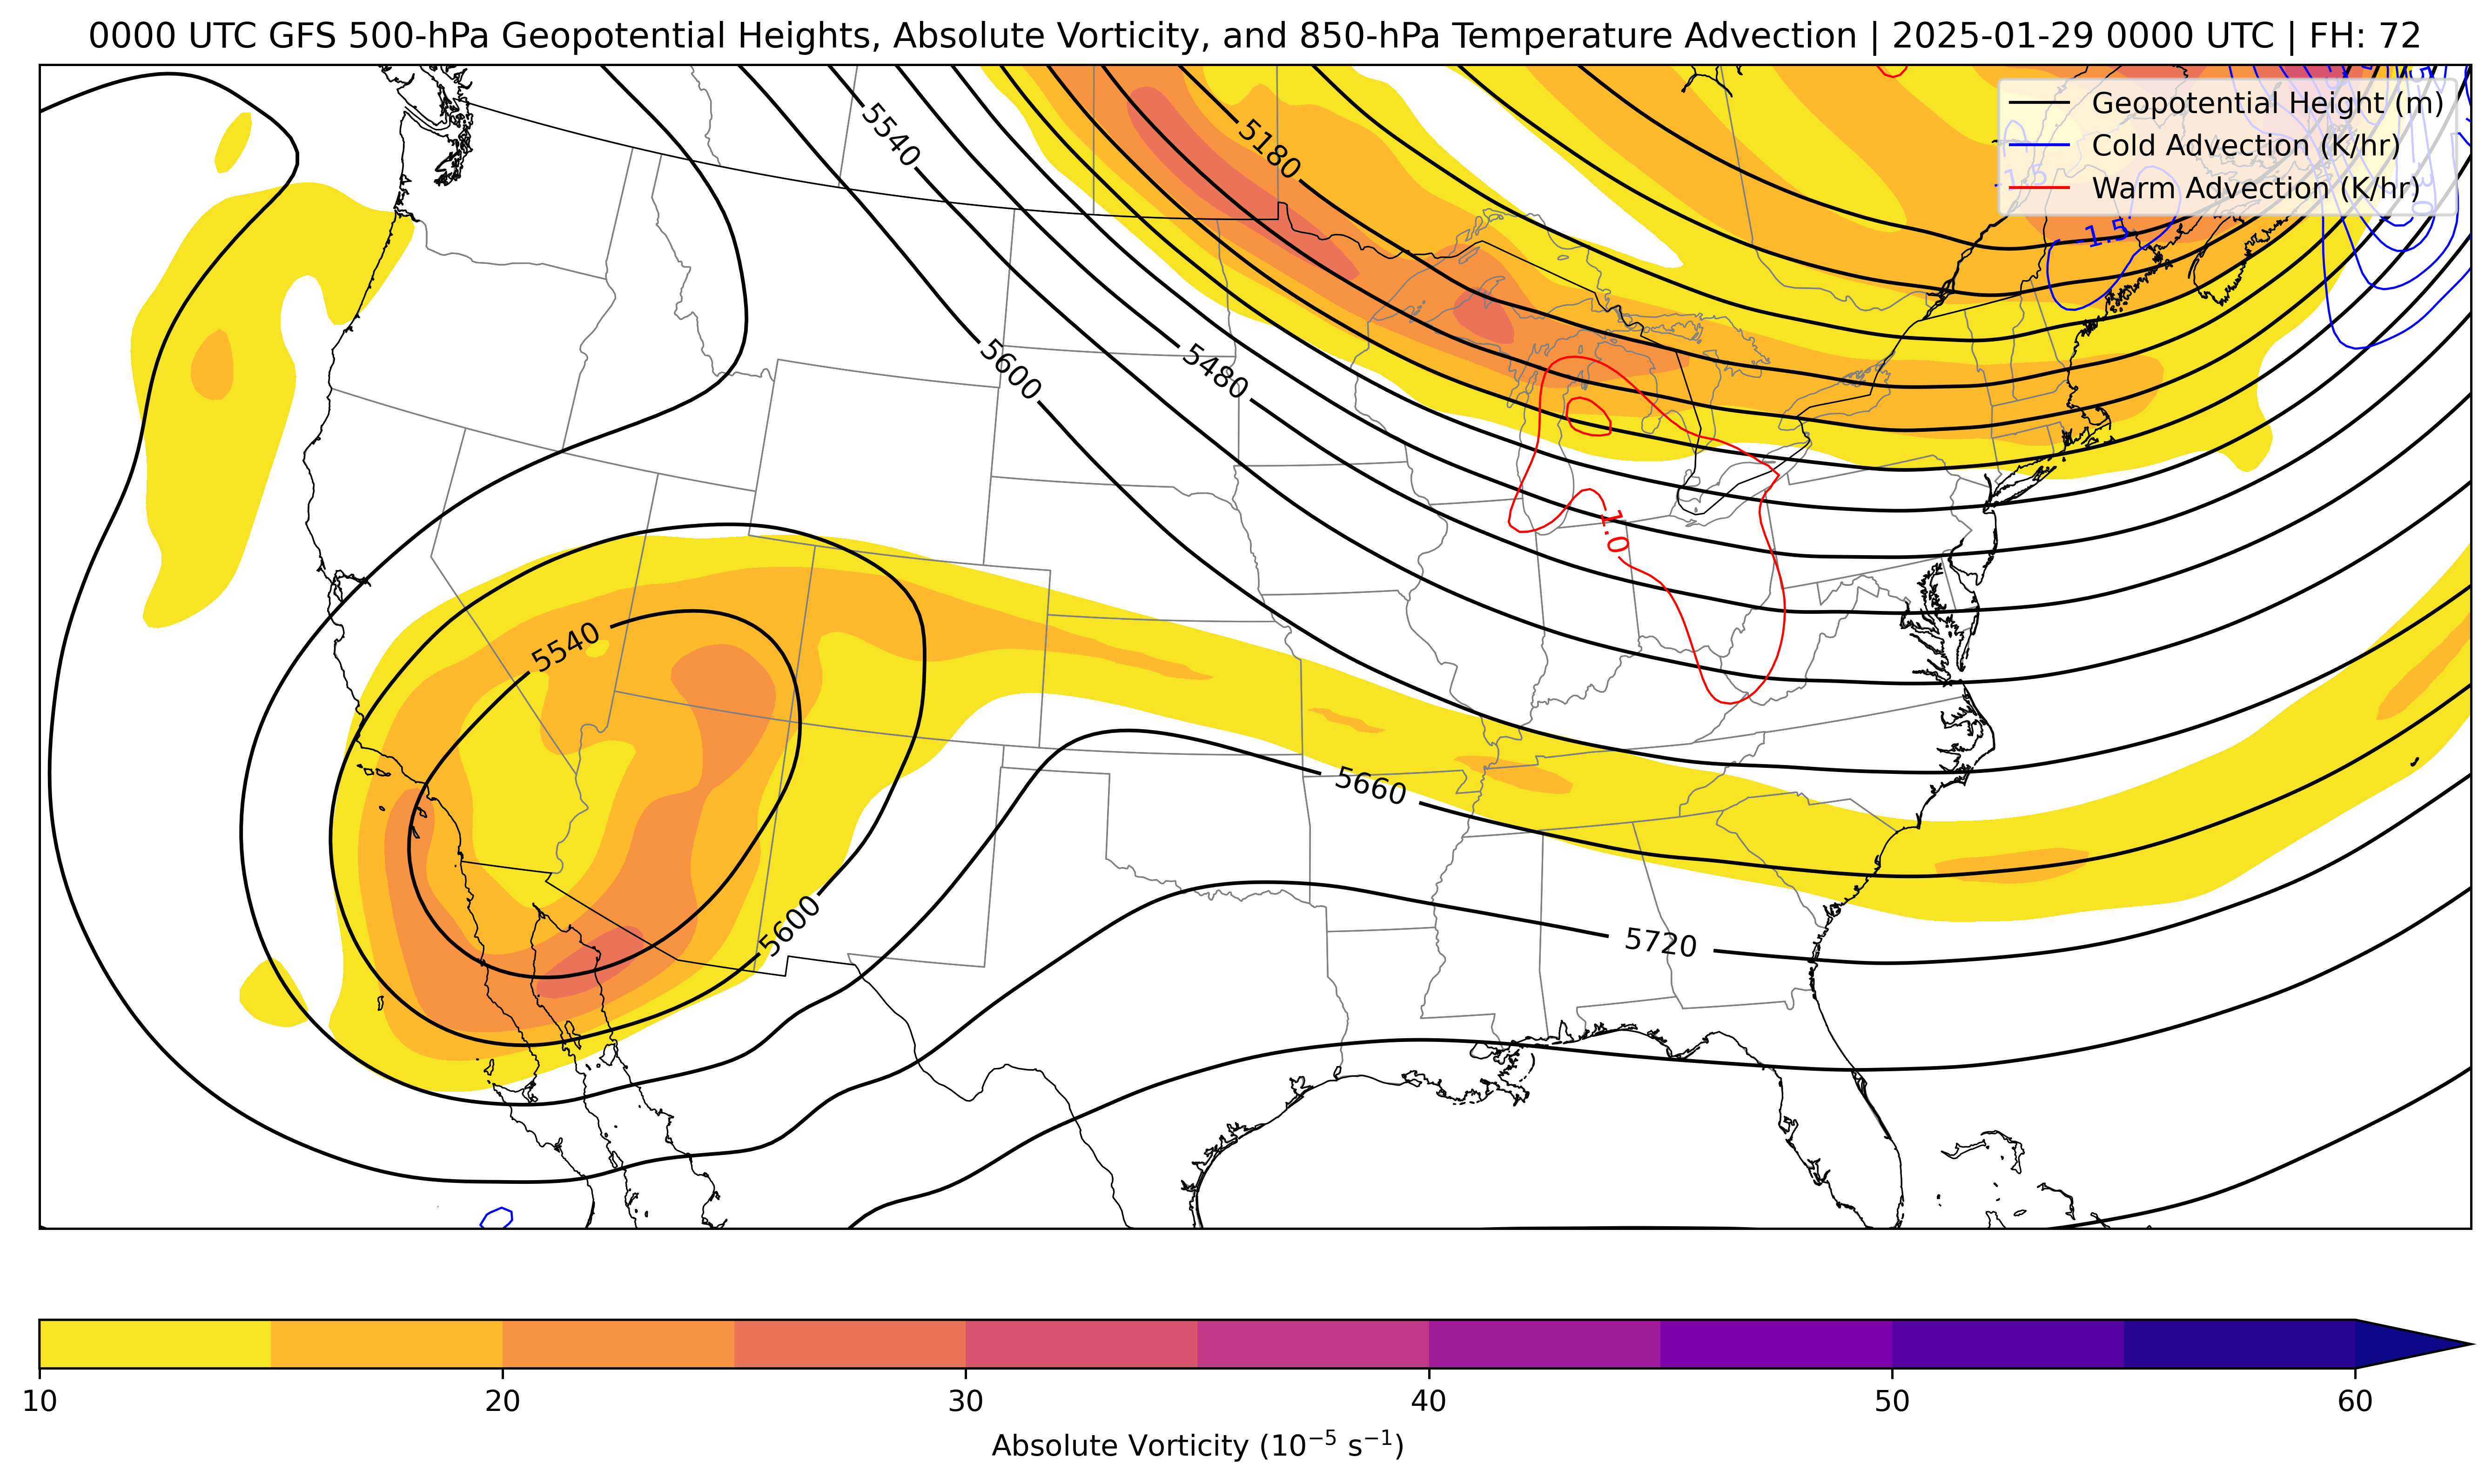 0000 UTC GFS 500-hPa Geopotential Heights, Absolute Vorticity, and 850-hPa Temperature Advection | 2025-01-29 0000 UTC | FH: 72
Geopotential Height (m)
Cold Advection (K/hr)
Warm Advection (K/hr)
5540
5180
-1.5
-1.5
5600
5480
1.0
5540
5660
5600
5720
10 20 30 40 50 60
Absolute Vorticity (10⁻⁵ s⁻¹)